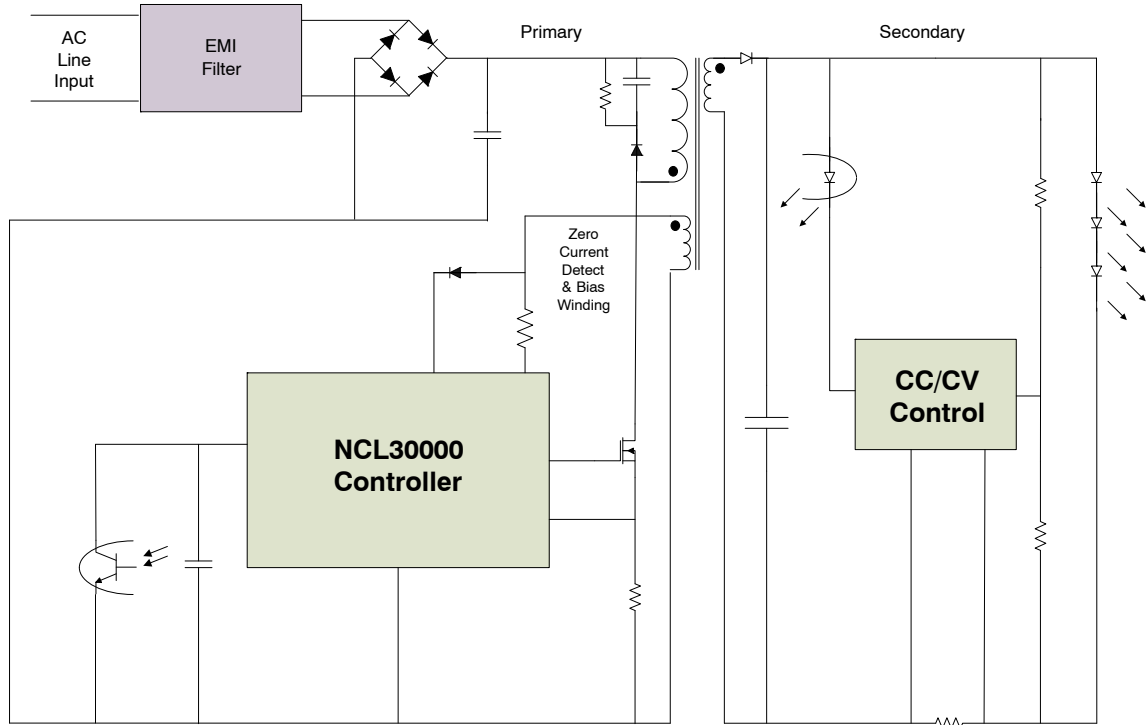 Primary
Secondary
AC
Line
Input
EMI
Filter
Zero
Current
Detect
& Bias
Winding
CC/CV
Control
NCL30000
Controller